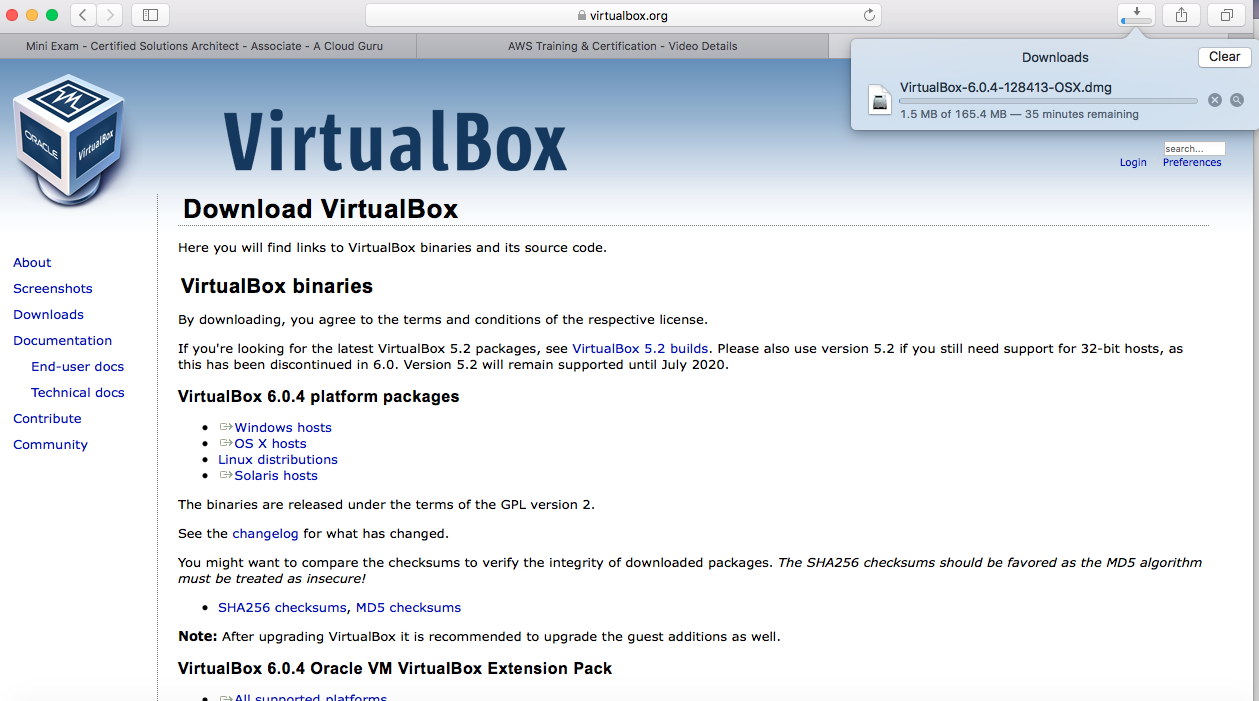 virtualbox.org
Mini Exam - Certified Solutions Architect - Associate - A Cloud Guru
AWS Training & Certification - Video Details
Downloads
Clear
VirtualBox-6.0.4-128413-OSX.dmg
1.5 MB of 165.4 MB — 35 minutes remaining
ORACLE
VirtualBox
VirtualBox
search...
Login
Preferences
About
Screenshots
Downloads
Documentation
End-user docs
Technical docs
Contribute
Community
Download VirtualBox
Here you will find links to VirtualBox binaries and its source code.
VirtualBox binaries
By downloading, you agree to the terms and conditions of the respective license.
If you're looking for the latest VirtualBox 5.2 packages, see VirtualBox 5.2 builds. Please also use version 5.2 if you still need support for 32-bit hosts, as
this has been discontinued in 6.0. Version 5.2 will remain supported until July 2020.
VirtualBox 6.0.4 platform packages
• Windows hosts
• OS X hosts
• Linux distributions
• Solaris hosts
The binaries are released under the terms of the GPL version 2.
See the changelog for what has changed.
You might want to compare the checksums to verify the integrity of downloaded packages. The SHA256 checksums should be favored as the MD5 algorithm
must be treated as insecure!
• SHA256 checksums, MD5 checksums
Note: After upgrading VirtualBox it is recommended to upgrade the guest additions as well.
VirtualBox 6.0.4 Oracle VM VirtualBox Extension Pack
• All supported platforms